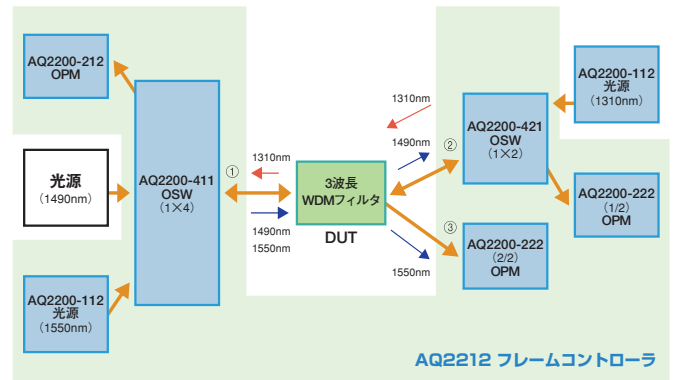 AQ2200-212
OPM
光源
(1490nm)
AQ2200-112
光源
(1550nm)
AQ2200-411
OSW
(1×4)
①
1310nm
1490nm
1550nm
3波長
WDMフィルタ
DUT
1310nm
1490nm
②
③
1550nm
AQ2200-421
OSW
(1×2)
AQ2200-112
光源
(1310nm)
AQ2200-222
(1/2)
OPM
AQ2200-222
(2/2)
OPM
AQ2212 フレームコントローラ